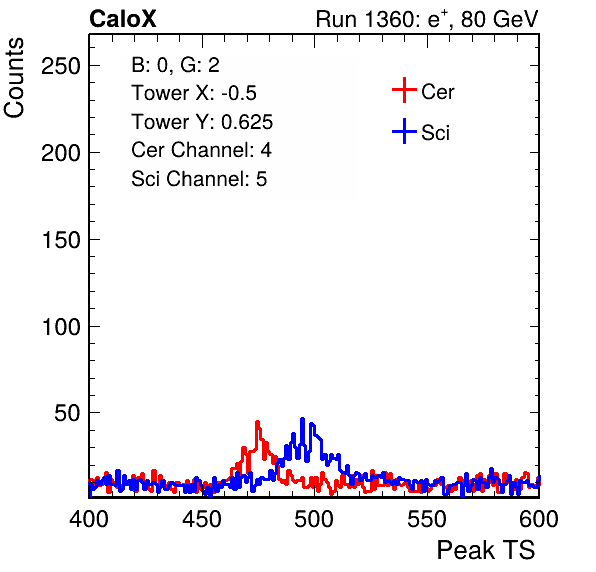 CaloX Run 1360: e⁺, 80 GeV
Counts
B: 0, G: 2
Tower X: -0.5
Tower Y: 0.625
Cer Channel: 4
Sci Channel: 5
Cer
Sci
250
200
150
100
50
400 450 500 550 600
Peak TS